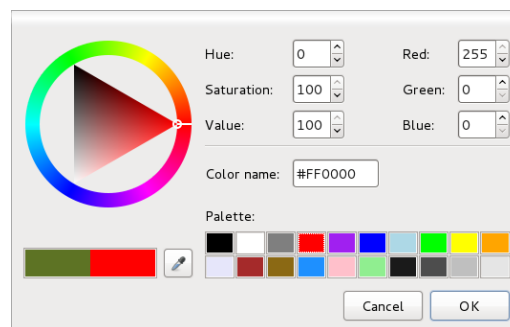 Hue: 0 Red: 255
Saturation: 100 Green: 0
Value: 100 Blue: 0
Color name: #FF0000
Palette:
Cancel OK